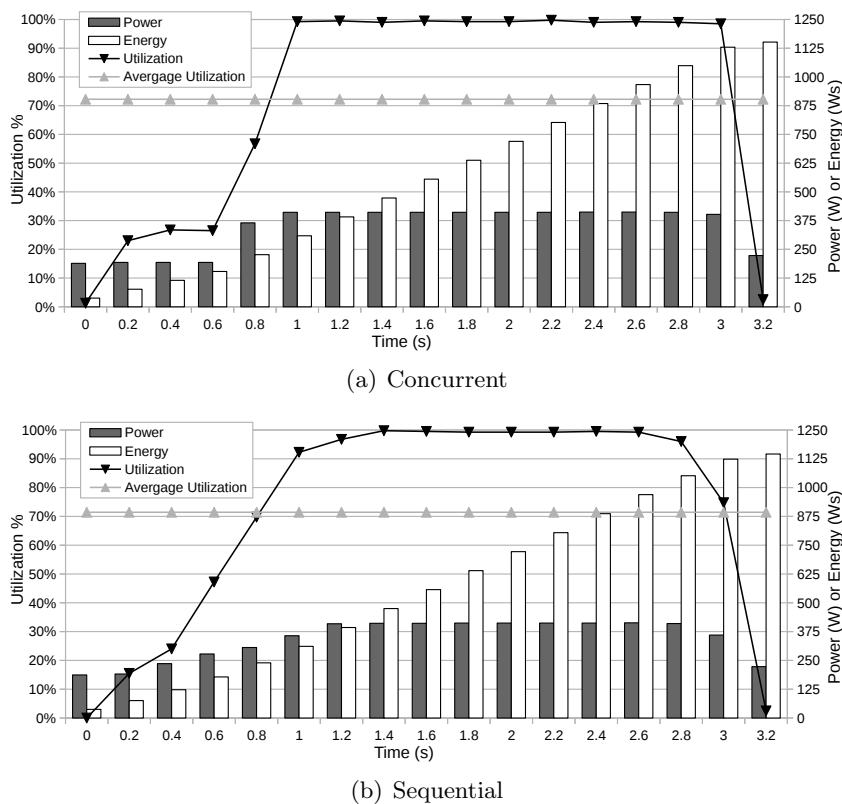 Power
Energy
Utilization
Avergage Utilization
Utilization %
100%
90%
80%
70%
60%
50%
40%
30%
20%
10%
0%
1250
1125
1000
875
750
625
500
375
250
1250
0
Power (W) or Energy (Ws)
0 0.2 0.4 0.6 0.8 1 1.2 1.4 1.6 1.8 2 2.2 2.4 2.6 2.8 3 3.2
Time (s)
(a) Concurrent
Power
Energy
Utilization
Avergage Utilization
Utilization %
100%
90%
80%
70%
60%
50%
40%
30%
20%
10%
0%
1250
1125
1000
875
750
625
500
375
250
1250
0
Power (W) or Energy (Ws)
0 0.2 0.4 0.6 0.8 1 1.2 1.4 1.6 1.8 2 2.2 2.4 2.6 2.8 3 3.2
Time (s)
(b) Sequential